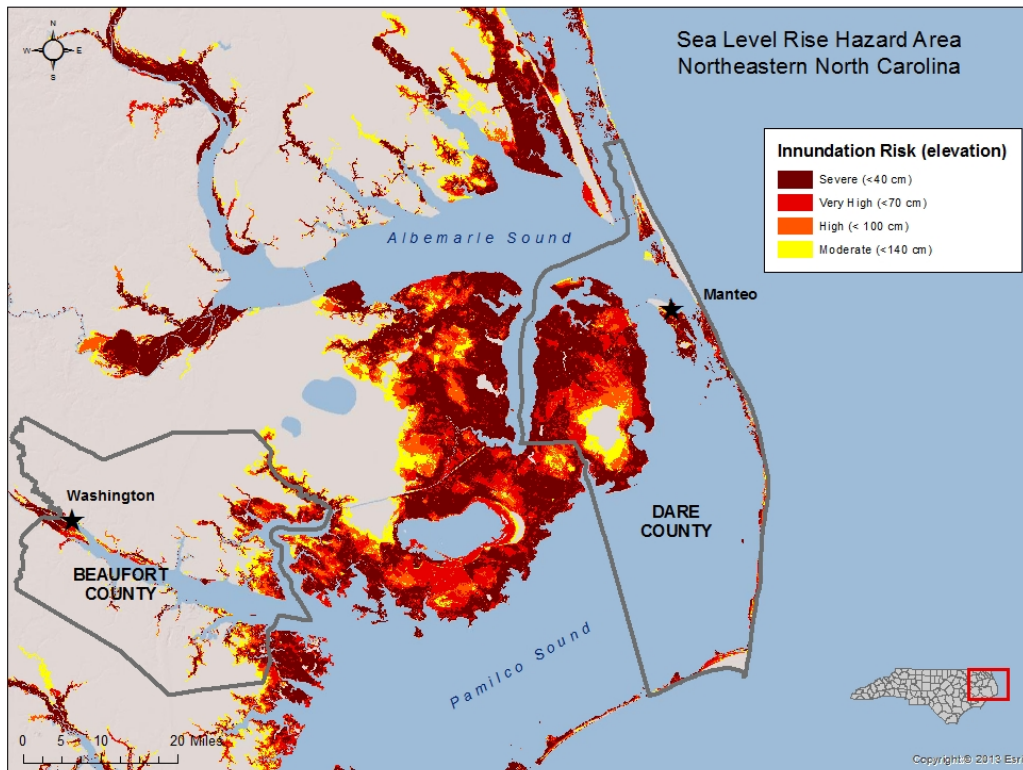 N
W E
S
Sea Level Rise Hazard Area
Northeastern North Carolina
Innundation Risk (elevation)
Severe (<40 cm)
Very High (<70 cm)
High (< 100 cm)
Moderate (<140 cm)
Albemarle Sound
Manteo
Washington
DARE
COUNTY
BEAUFORT
COUNTY
Pamilco Sound
0 5 10 20 Miles
Copyright:© 2013 Esri